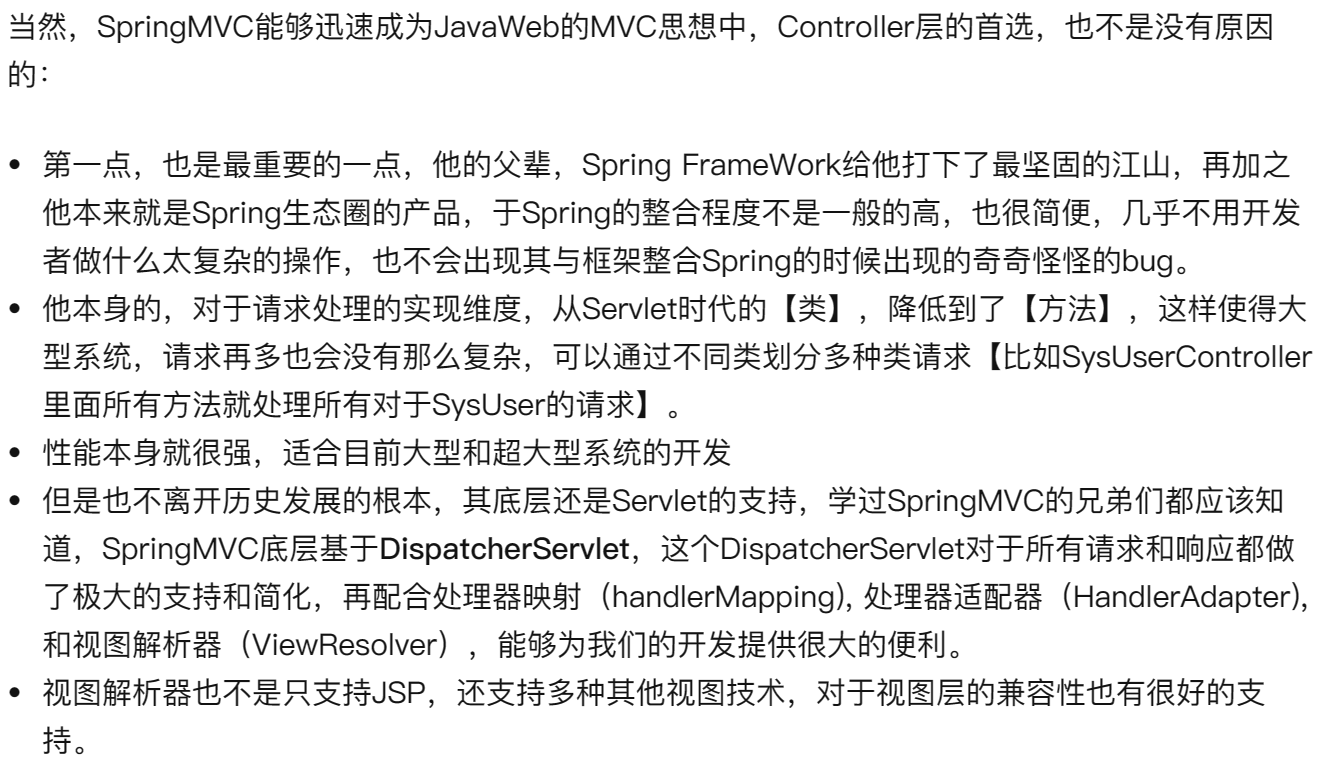 当然，SpringMVC能够迅速成为JavaWeb的MVC思想中，Controller层的首选，也不是没有原因
的：
• 第一点，也是最重要的一点，他的父辈，Spring FrameWork给他打下了最坚固的江山，再加之
他本来就是Spring生态圈的产品，于Spring的整合程度不是一般的高，也很简便，几乎不用开发
者做什么太复杂的操作，也不会出现其与框架整合Spring的时候出现的奇奇怪怪的bug。
• 他本身的，对于请求处理的实现维度，从Servlet时代的【类】，降低到了【方法】，这样使得大
型系统，请求再多也会没有那么复杂，可以通过不同类划分多种类请求【比如SysUserController
里面所有方法就处理所有对于SysUser的请求】。
• 性能本身就很强，适合目前大型和超大型系统的开发
• 但是也不离开历史发展的根本，其底层还是Servlet的支持，学过SpringMVC的兄弟们都应该知
道，SpringMVC底层基于DispatcherServlet，这个DispatcherServlet对于所有请求和响应都做
了极大的支持和简化，再配合处理器映射（handlerMapping), 处理器适配器（HandlerAdapter),
和视图解析器（ViewResolver），能够为我们的开发提供很大的便利。
• 视图解析器也不是只支持JSP，还支持多种其他视图技术，对于视图层的兼容性也有很好的支
持。